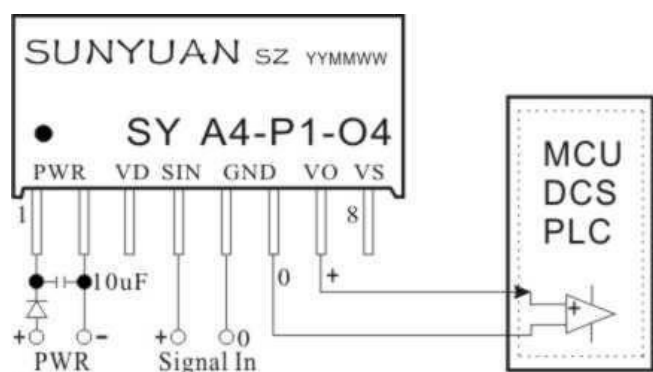 SUNYUAN SZ YYMMWW
SY A4-P1-O4
PWR VD SIN GND VO VS
1 8
10uF 0 +
+ - + 0
PWR Signal In
MCU
DCS
PLC
+